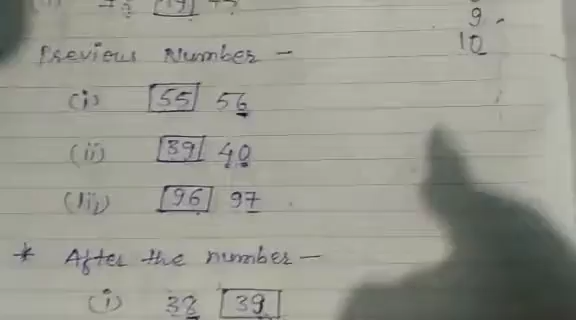 9.
10
Previous Number -
(i) 55 56
(ii) 39 40
(iii) 96 97
* After the number -
(i) 38 39